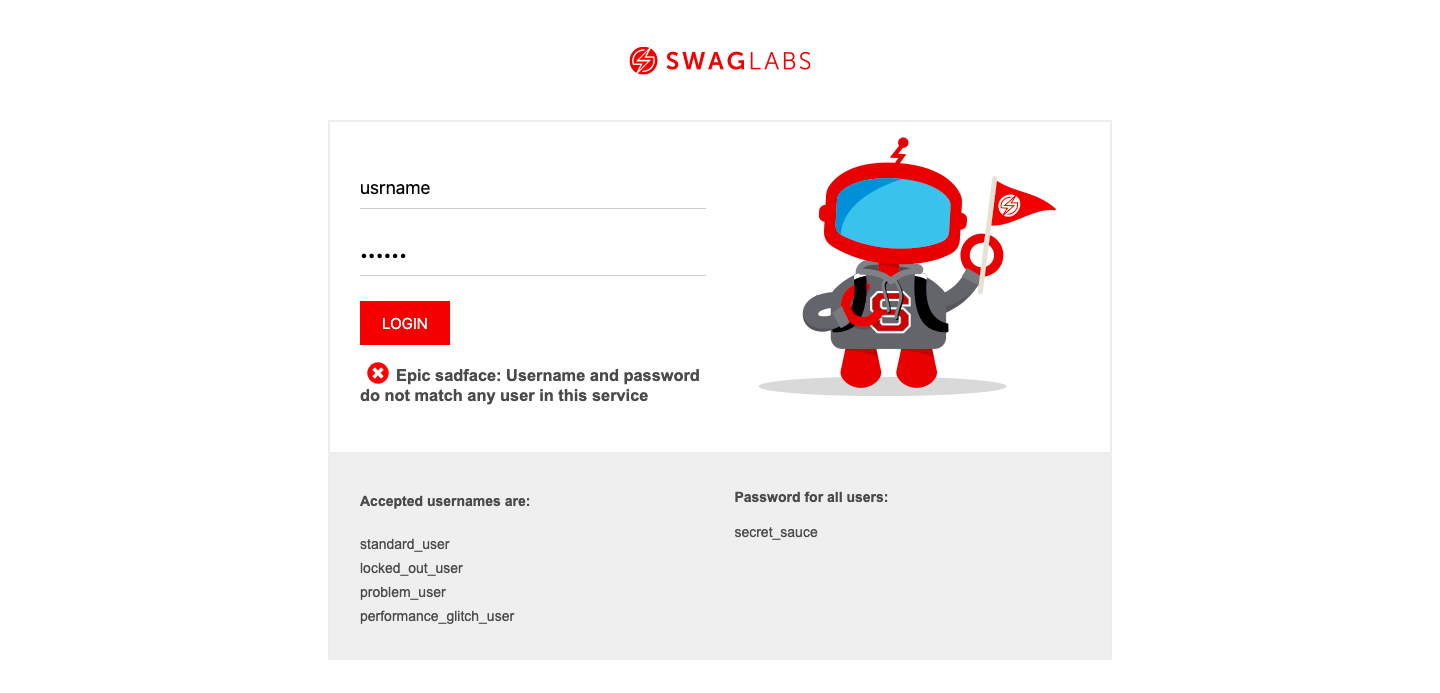 SWAGLABS
usrname
••••••
LOGIN
Epic sadface: Username and password
do not match any user in this service
S
Accepted usernames are:
standard_user
locked_out_user
problem_user
performance_glitch_user
Password for all users:
secret_sauce